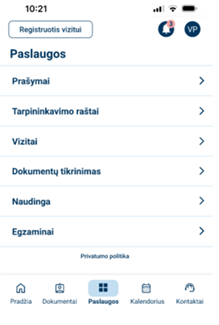 10:21
Registruotis vizitui
3
VP
Paslaugos
Prašymai
Tarpininkavimo raštai
Vizitai
Dokumentų tikrinimas
Naudinga
Egzaminai
Privatumo politika
Pradžia Dokumentai Paslaugos Kalendorius Kontaktai